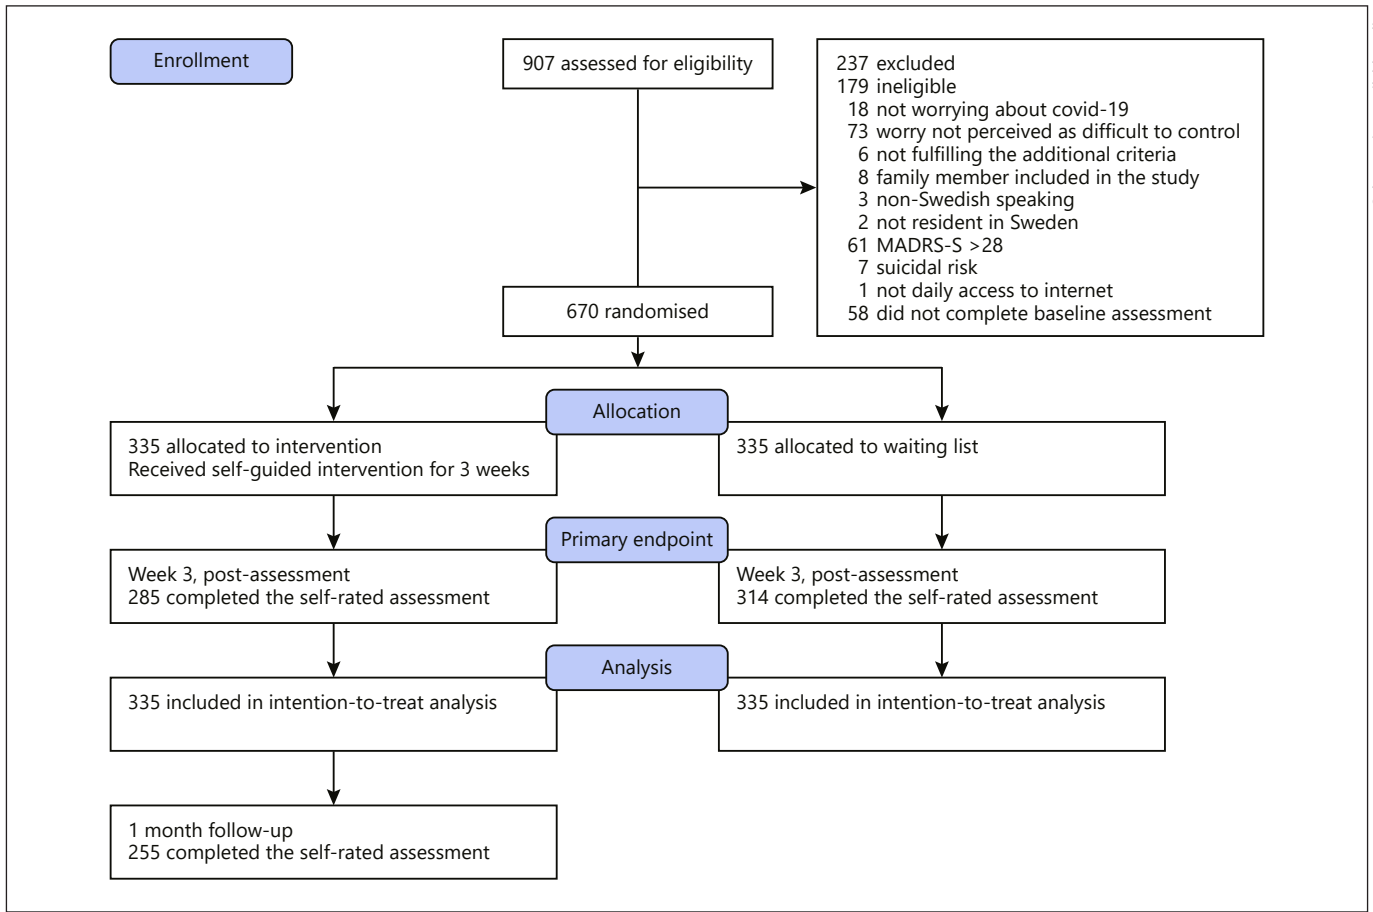 Enrollment
907 assessed for eligibility
237 excluded
179 ineligible
18 not worrying about covid-19
73 worry not perceived as difficult to control
6 not fulfilling the additional criteria
8 family member included in the study
3 non-Swedish speaking
2 not resident in Sweden
61 MADRS-S >28
7 suicidal risk
1 not daily access to internet
58 did not complete baseline assessment
670 randomised
Allocation
335 allocated to intervention
Received self-guided intervention for 3 weeks
335 allocated to waiting list
Primary endpoint
Week 3, post-assessment
285 completed the self-rated assessment
Week 3, post-assessment
314 completed the self-rated assessment
Analysis
335 included in intention-to-treat analysis
335 included in intention-to-treat analysis
1 month follow-up
255 completed the self-rated assessment